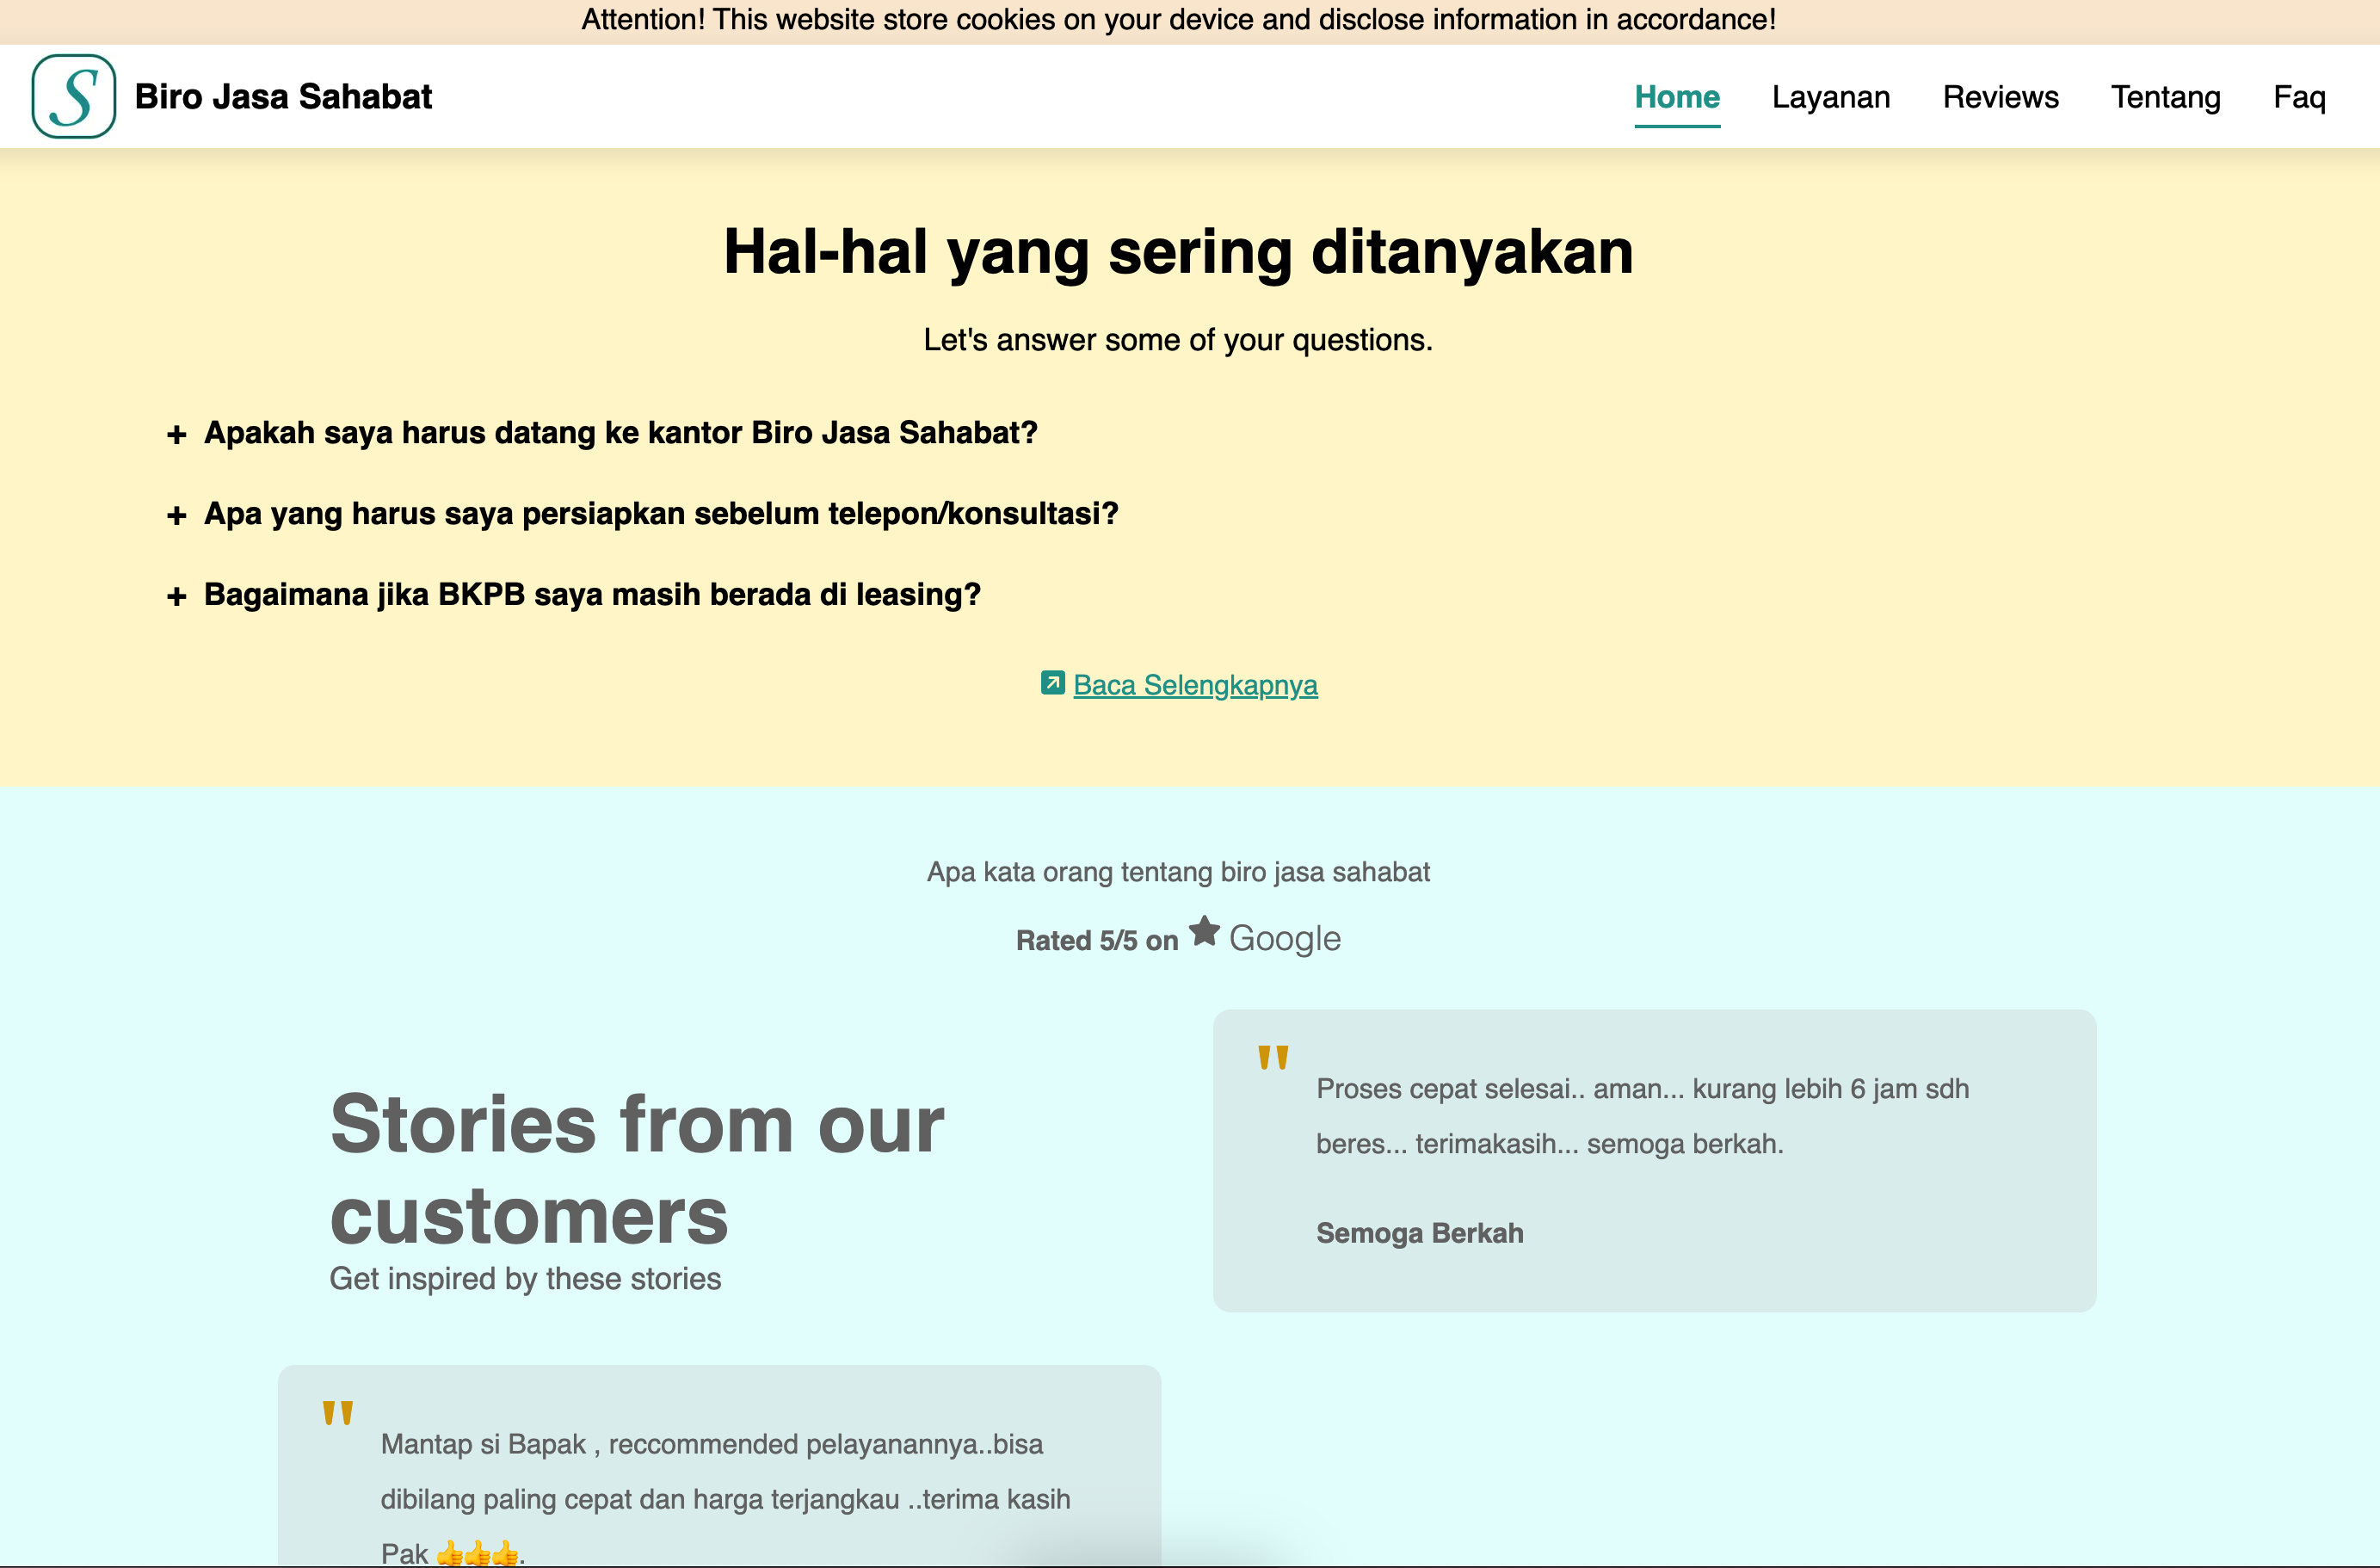 Attention! This website store cookies on your device and disclose information in accordance!
S
Biro Jasa Sahabat
Home
Layanan
Reviews
Tentang
Faq
Hal-hal yang sering ditanyakan
Let's answer some of your questions.
+ Apakah saya harus datang ke kantor Biro Jasa Sahabat?
+ Apa yang harus saya persiapkan sebelum telepon/konsultasi?
+ Bagaimana jika BKPB saya masih berada di leasing?
Baca Selengkapnya
Apa kata orang tentang biro jasa sahabat
Rated 5/5 on ★ Google
Stories from our
customers
Get inspired by these stories
"
Proses cepat selesai.. aman... kurang lebih 6 jam sdh
beres... terimakasih... semoga berkah.
Semoga Berkah
"
Mantap si Bapak , reccommended pelayanannya..bisa
dibilang paling cepat dan harga terjangkau ..terima kasih
Pak 👍👍👍.